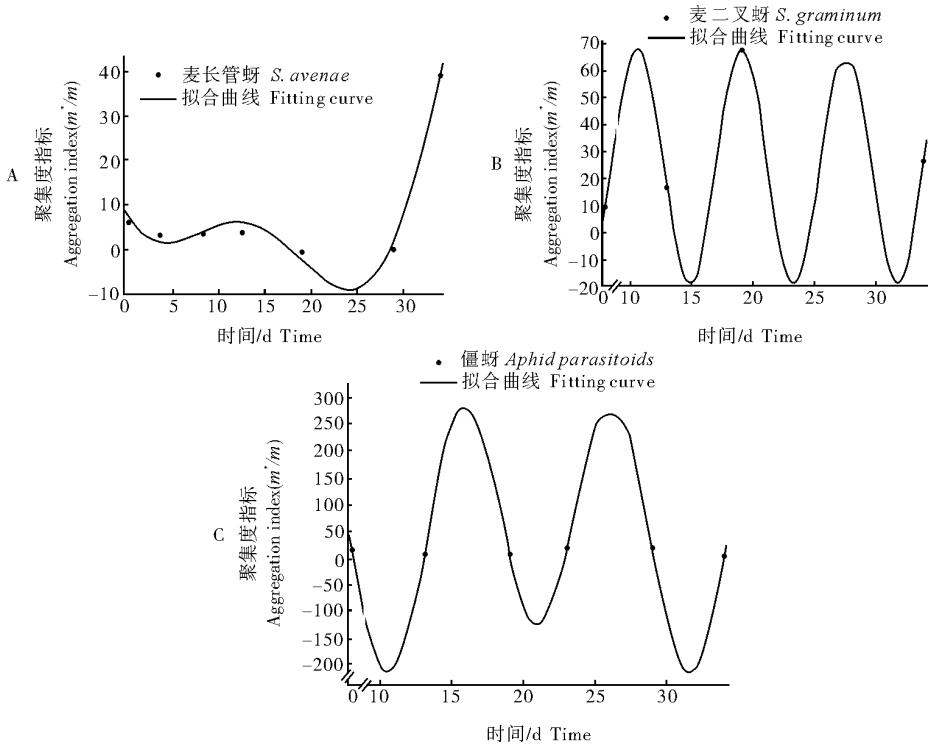 麦长管蚜 S. avenae
拟合曲线 Fitting curve
A
聚集度指标
Aggregation index(m*/m)
40
30
20
10
0
−10
0 5 10 15 20 25 30
时间/d Time
麦二叉蚜 S. graminum
拟合曲线 Fitting curve
B
聚集度指标
Aggregation index(m*/m)
70
60
50
40
30
20
10
0
−10
−20
0 10 15 20 25 30
时间/d Time
僵蚜 Aphid parasitoids
拟合曲线 Fitting curve
C
聚集度指标
Aggregation index(m*/m)
300
250
200
150
100
50
0
−50
−100
−150
−200
0 10 15 20 25 30
时间/d Time